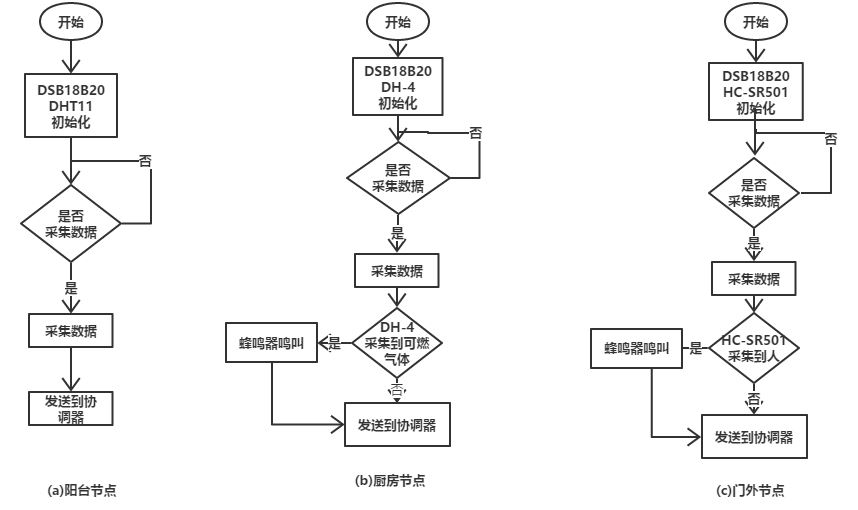 开始
DSB18B20
DHT11
初始化
否
是否
采集数据
是
采集数据
发送到协
调器
(a)阳台节点
开始
DSB18B20
DH-4
初始化
否
是否
采集数据
是
采集数据
DH-4
采集到可燃
气体
是
蜂鸣器鸣叫
否
发送到协调器
(b)厨房节点
开始
DSB18B20
HC-SR501
初始化
否
是否
采集数据
是
采集数据
HC-SR501
采集到人
是
蜂鸣器鸣叫
否
发送到协调器
(c)门外节点